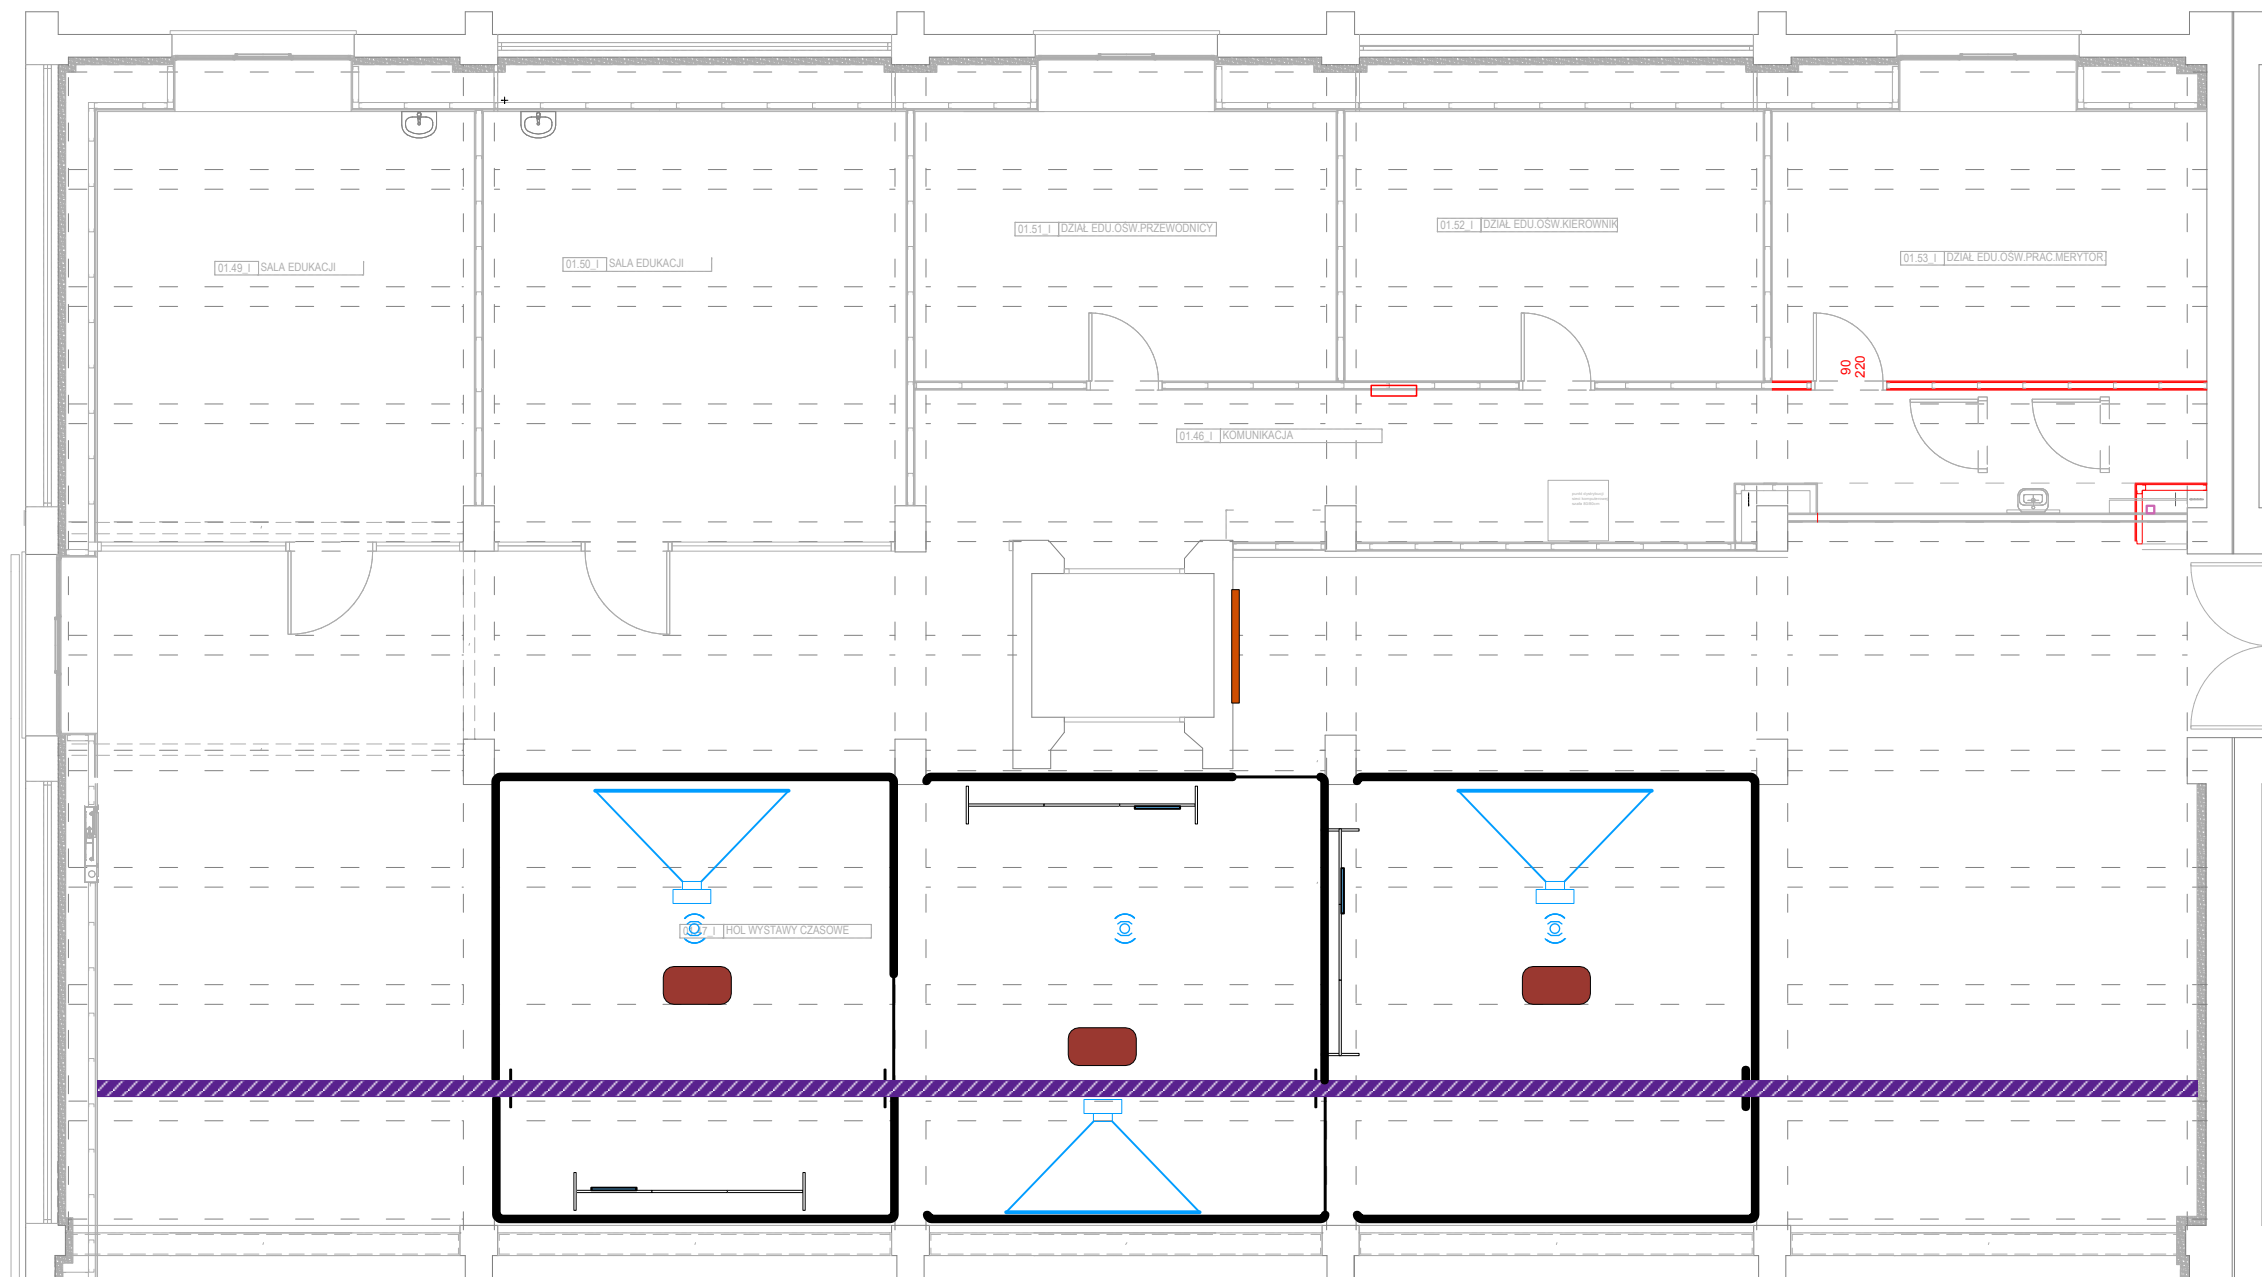 01.51_I DZIAŁ EDU.OŚW.PRZEWODNICY
01.52_I DZIAŁ EDU.OŚW.KIEROWNIK
01.53_I DZIAŁ EDU.OŚW.PRAC.MERYTOR.
01.49_I SALA EDUKACJI
01.50_I SALA EDUKACJI
90
220
01.46_I KOMUNIKACJA
HOL WYSTAWY CZASOWE